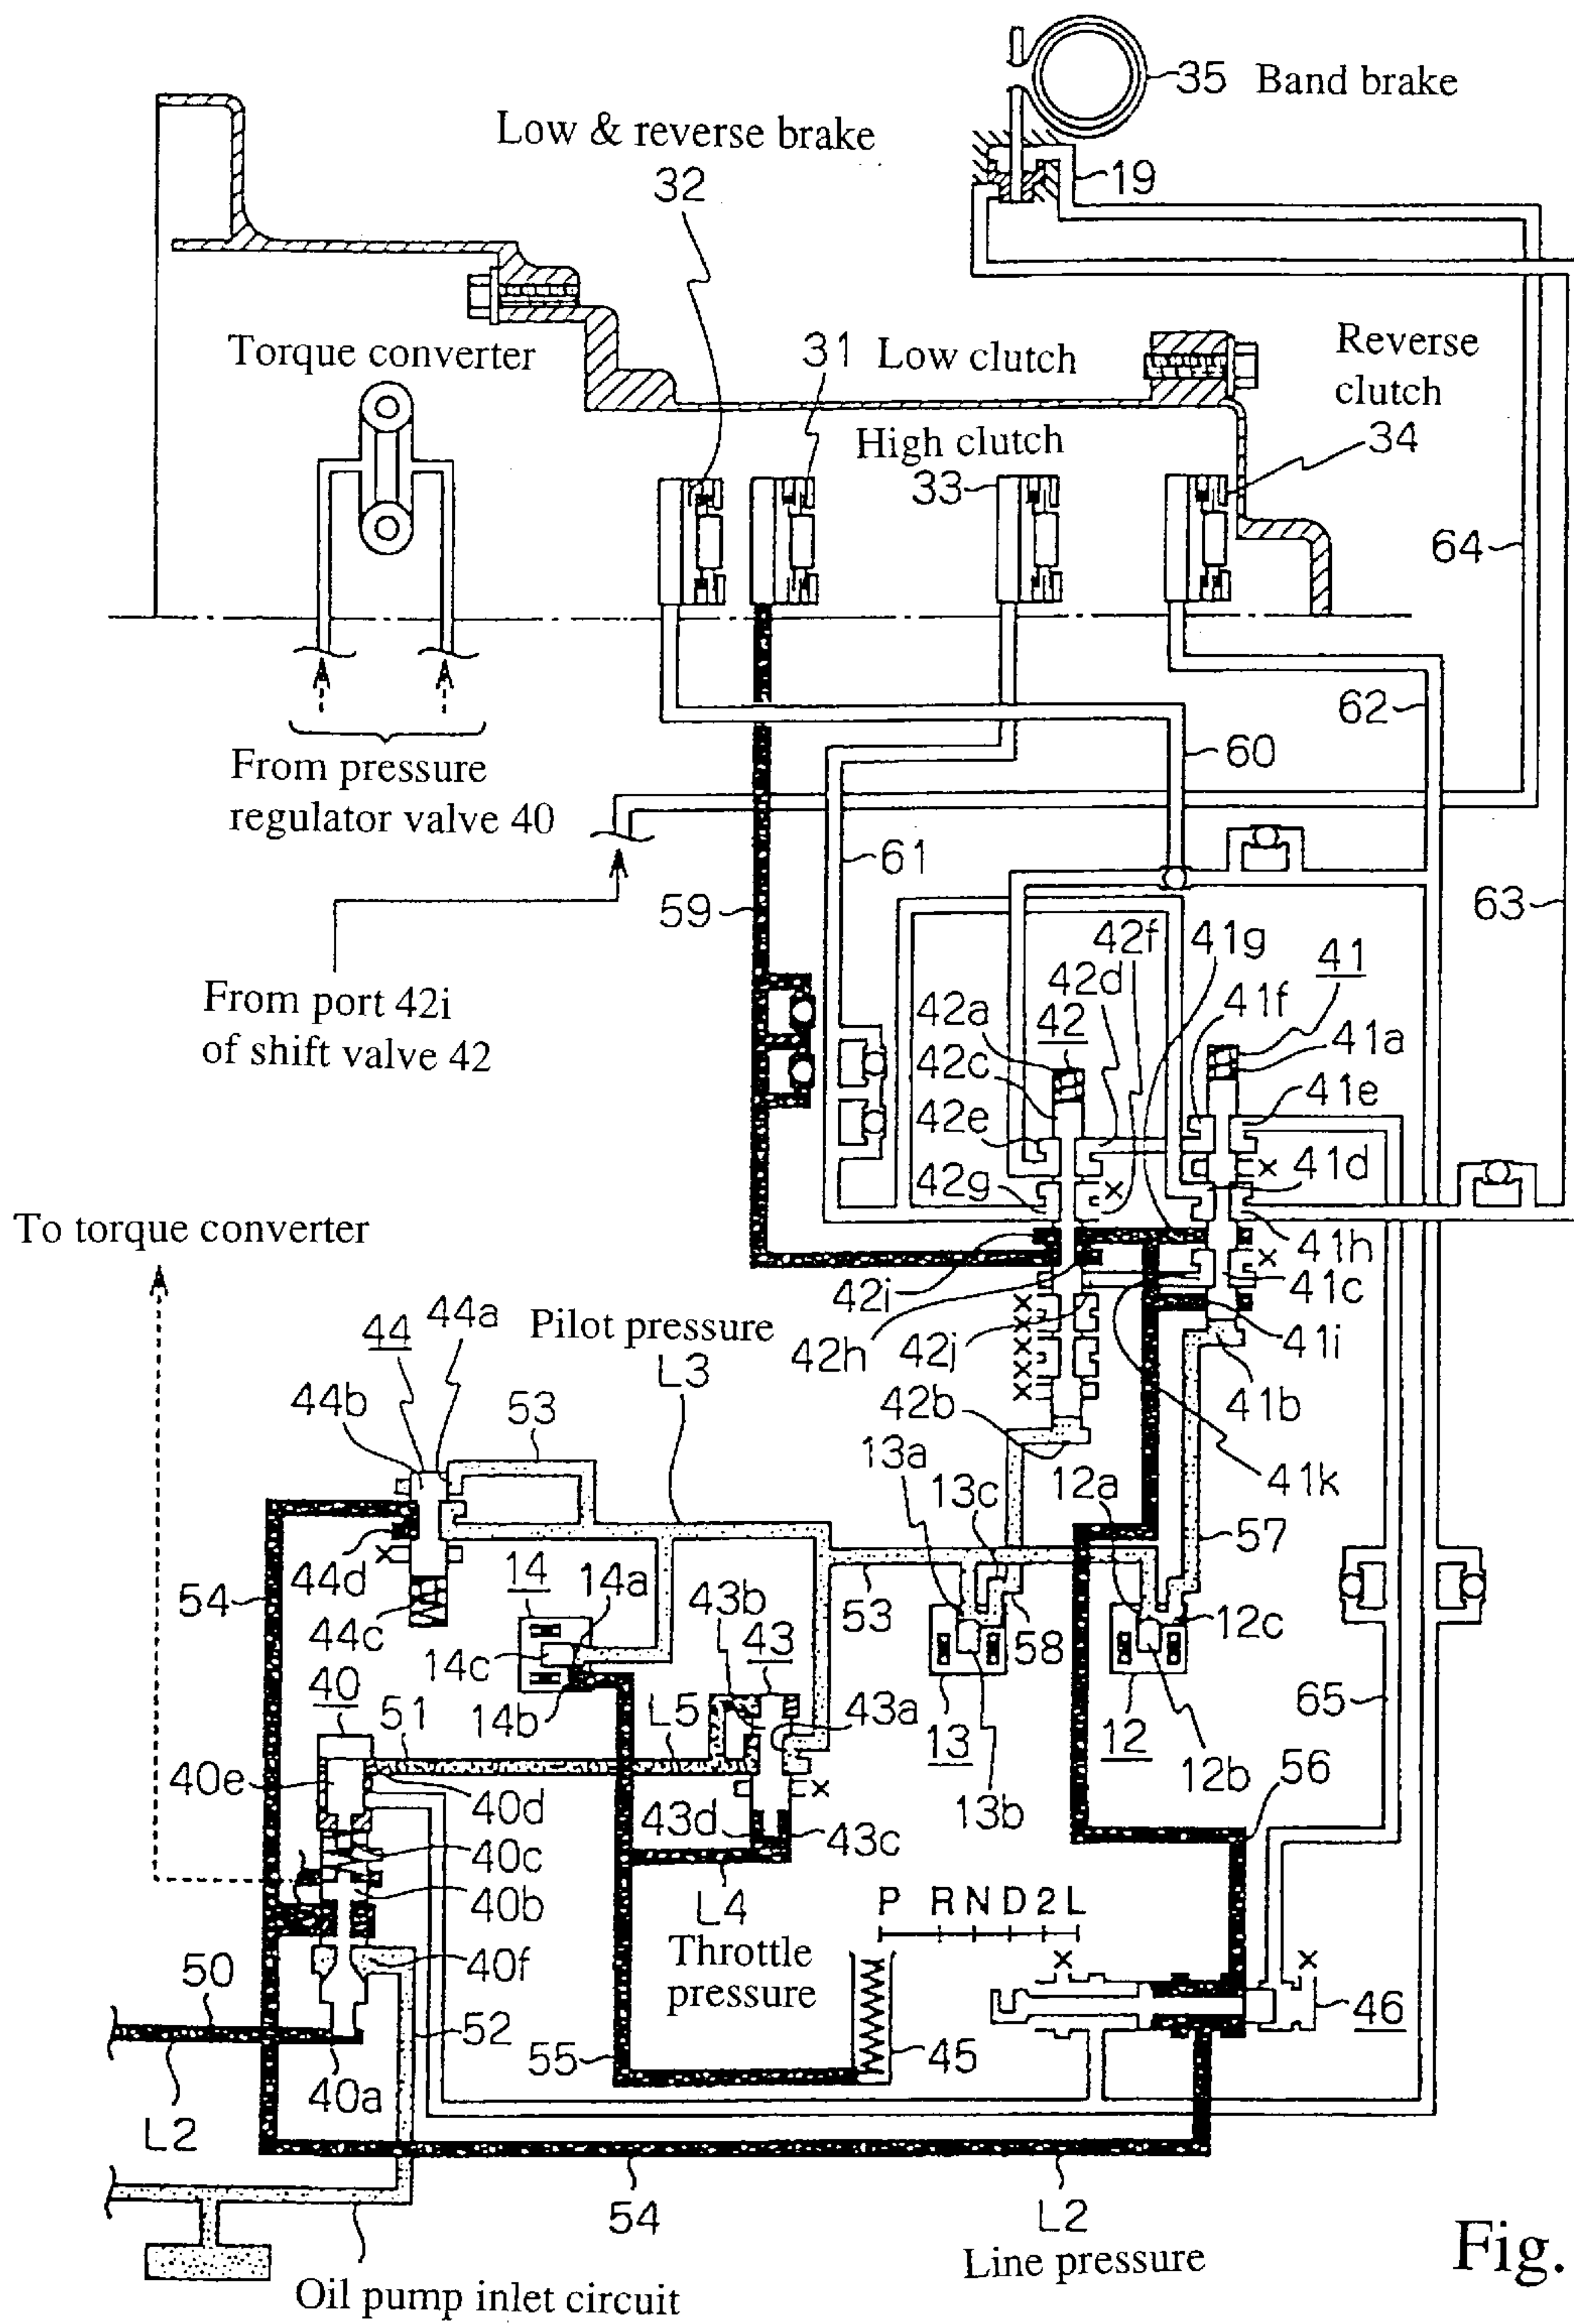 35 Band brake
Low & reverse brake
32
19
Torque converter
31 Low clutch
Reverse
clutch
34
High clutch
33
64
62
60
From pressure
regulator valve 40
61
59
63
From port 42i
of shift valve 42
42f
41g
41
42d
42a
42
41f
41a
42c
41e
42e
41d
42g
To torque converter
41h
42i
41c
44a
44
Pilot pressure
L3
42h
42j
41i
44b
53
42b
41b
13a
13c
12a
41k
57
54
44d
14
14a
43b
53
44c
14c
43
58
12c
40
14b
65
51
L5
43a
13
12
40e
40d
13b
12b
56
43d
43c
40c
40b
L4
P R N D 2 L
Throttle
pressure
40f
50
52
46
55
45
40a
L2
54
L2
Line pressure
Fig.
Oil pump inlet circuit